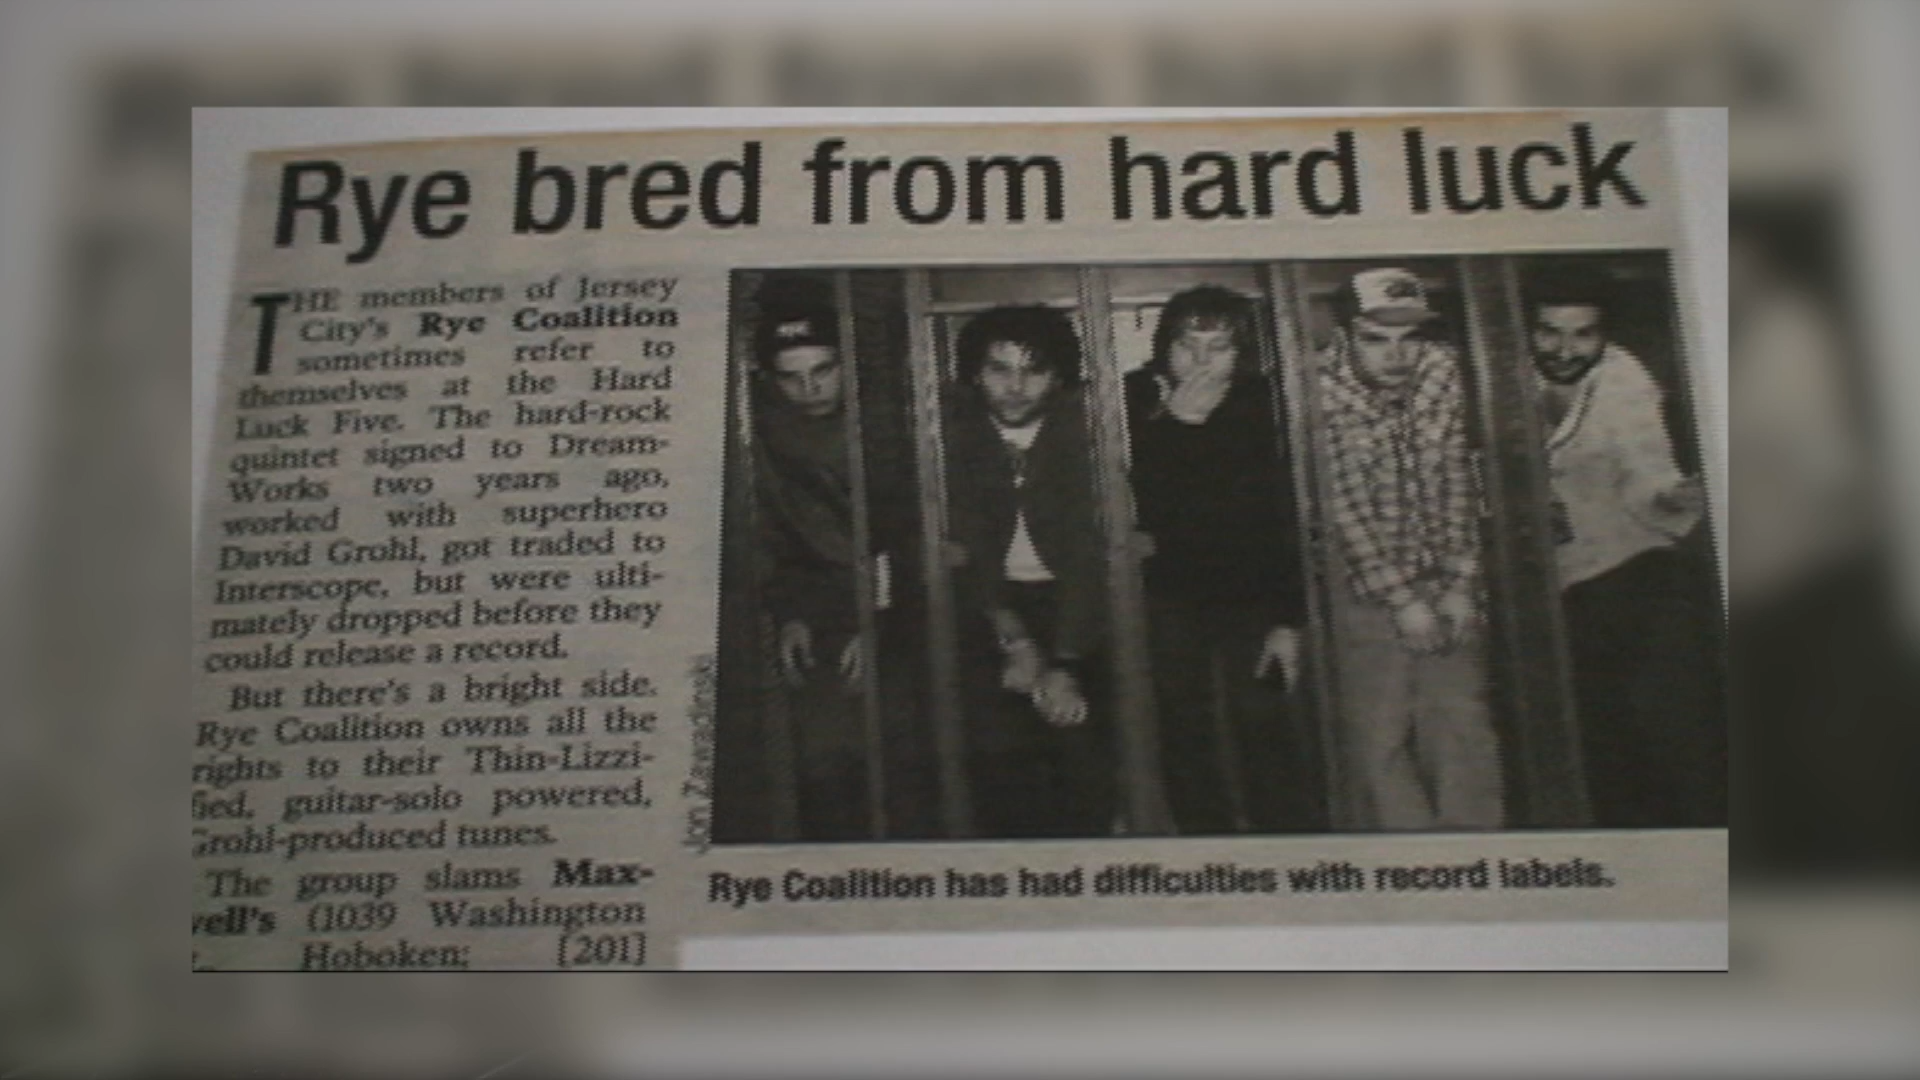 Rye bred from hard luck
THE members of Jersey
City's Rye Coalition
sometimes refer to
themselves at the Hard
Luck Five. The hard-rock
quintet signed to Dream-
Works two years ago,
worked with superhero
David Grohl, got traded to
Interscope, but were ulti-
mately dropped before they
could release a record.
But there's a bright side.
Rye Coalition owns all the
rights to their Thin-Lizzi-
fied, guitar-solo powered,
Grohl-produced tunes.
The group slams Max-
well's (1039 Washington
Hoboken; [201]
Jon Zawadinski
Rye Coalition has had difficulties with record labels.